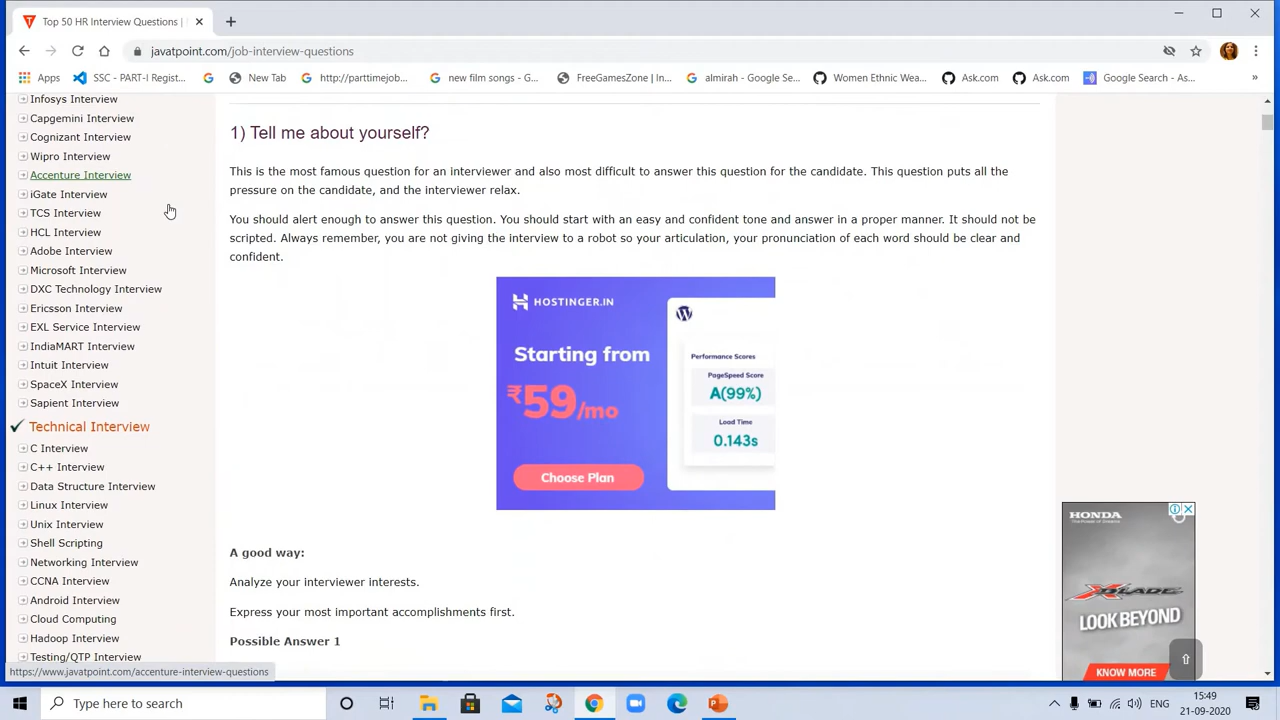 Top 50 HR Interview Questions |
javatpoint.com/job-interview-questions
Apps
SSC - PART-I Regist...
New Tab
http://parttimejob...
new film songs - G...
FreeGamesZone | In...
almirah - Google Se...
Women Ethnic Wea...
Ask.com
Ask.com
Google Search - As...
»
Infosys Interview
Capgemini Interview
Cognizant Interview
Wipro Interview
Accenture Interview
iGate Interview
TCS Interview
HCL Interview
Adobe Interview
Microsoft Interview
DXC Technology Interview
Ericsson Interview
EXL Service Interview
IndiaMART Interview
Intuit Interview
SpaceX Interview
Sapient Interview
Technical Interview
C Interview
C++ Interview
Data Structure Interview
Linux Interview
Unix Interview
Shell Scripting
Networking Interview
CCNA Interview
Android Interview
Cloud Computing
Hadoop Interview
Testing/QTP Interview
https://www.javatpoint.com/accenture-interview-questions
1) Tell me about yourself?
This is the most famous question for an interviewer and also most difficult to answer this question for the candidate. This question puts all the
pressure on the candidate, and the interviewer relax.
You should alert enough to answer this question. You should start with an easy and confident tone and answer in a proper manner. It should not be
scripted. Always remember, you are not giving the interview to a robot so your articulation, your pronunciation of each word should be clear and
confident.
HOSTINGER.IN
Starting from
₹59/mo
Choose Plan
Performance Scores
PageSpeed Score
A(99%)
Load Time
0.143s
A good way:
Analyze your interviewer interests.
Express your most important accomplishments first.
Possible Answer 1
HONDA
The Power of Dreams
X-BLADE
LOOK BEYOND
KNOW MORE
Type here to search
ENG
15:49
21-09-2020